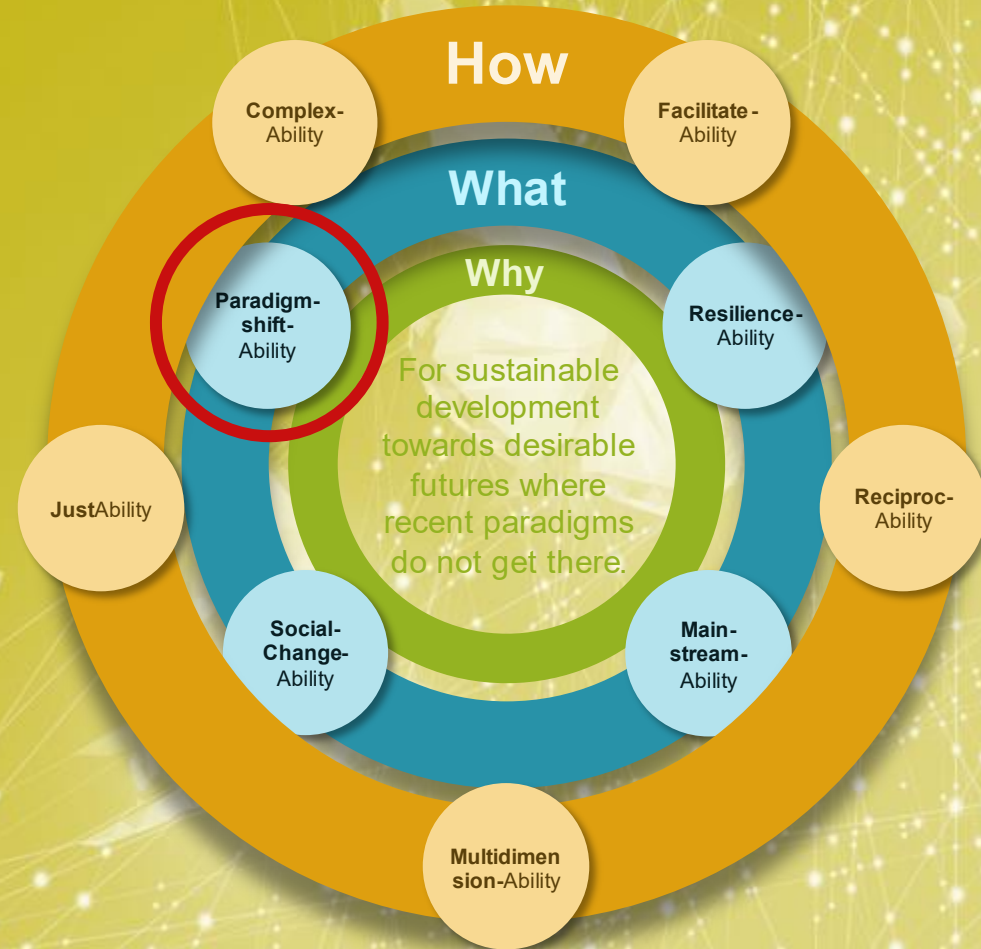 How
Complex-
Ability
Facilitate -
Ability
What
Why
Paradigm-
shift-
Ability
Resilience-
Ability
For sustainable
development
towards desirable
futures where
recent paradigms
do not get there.
JustAbility
Reciproc-
Ability
Social-
Change-
Ability
Main-
stream-
Ability
Multidimen
sion-Ability